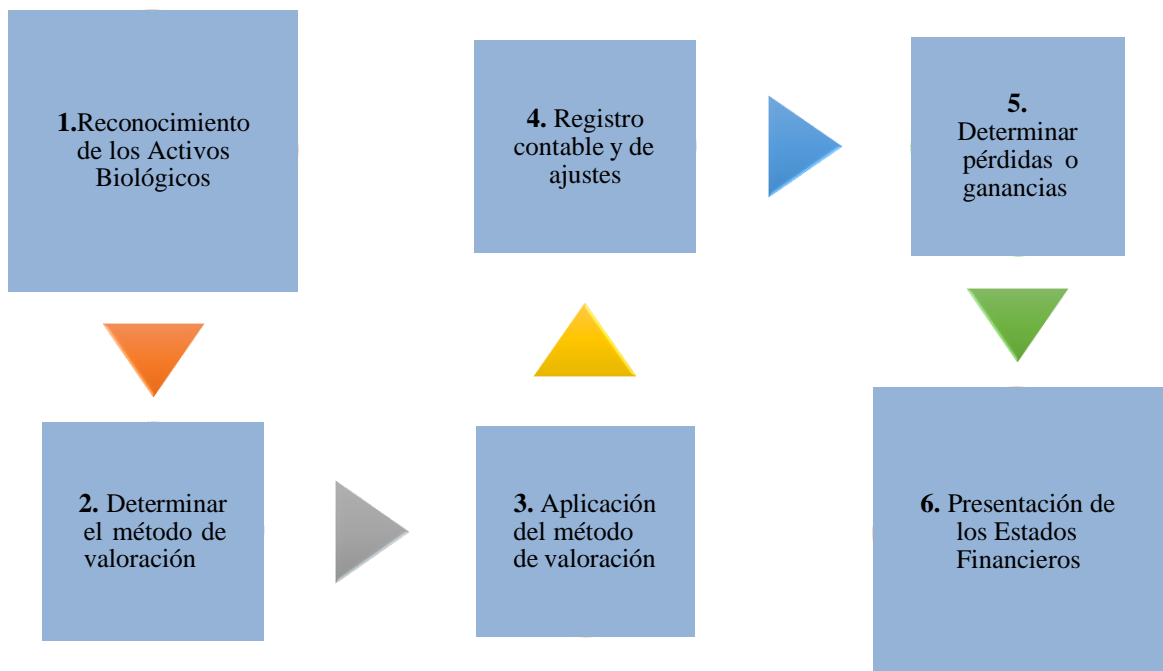 1.Reconocimiento
de los Activos
Biológicos
2. Determinar
el método de
valoración
3. Aplicación
del método
de valoración
4. Registro
contable y de
ajustes
5.
Determinar
pérdidas o
ganancias
6. Presentación de
los Estados
Financieros